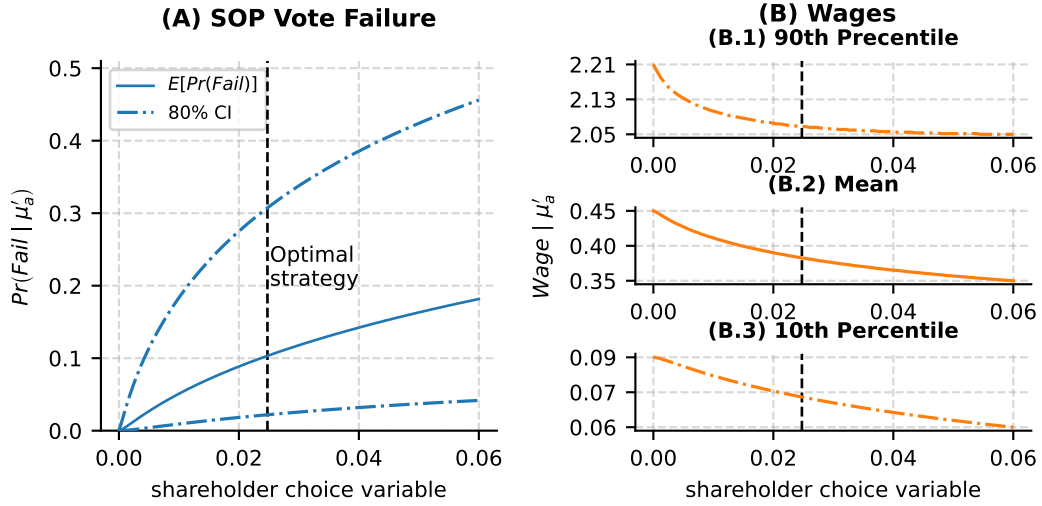 (A) SOP Vote Failure
0.5
0.4
0.3
0.2
0.1
0.0
Pr(Fail | μ′ₐ)
E[Pr(Fail)]
80% CI
Optimal
strategy
0.00 0.02 0.04 0.06
shareholder choice variable
(B) Wages
(B.1) 90th Precentile
2.21
2.13
2.05
0.00 0.02 0.04 0.06
(B.2) Mean
Wage | μ′ₐ
0.45
0.40
0.35
0.00 0.02 0.04 0.06
(B.3) 10th Percentile
0.09
0.07
0.06
0.00 0.02 0.04 0.06
shareholder choice variable